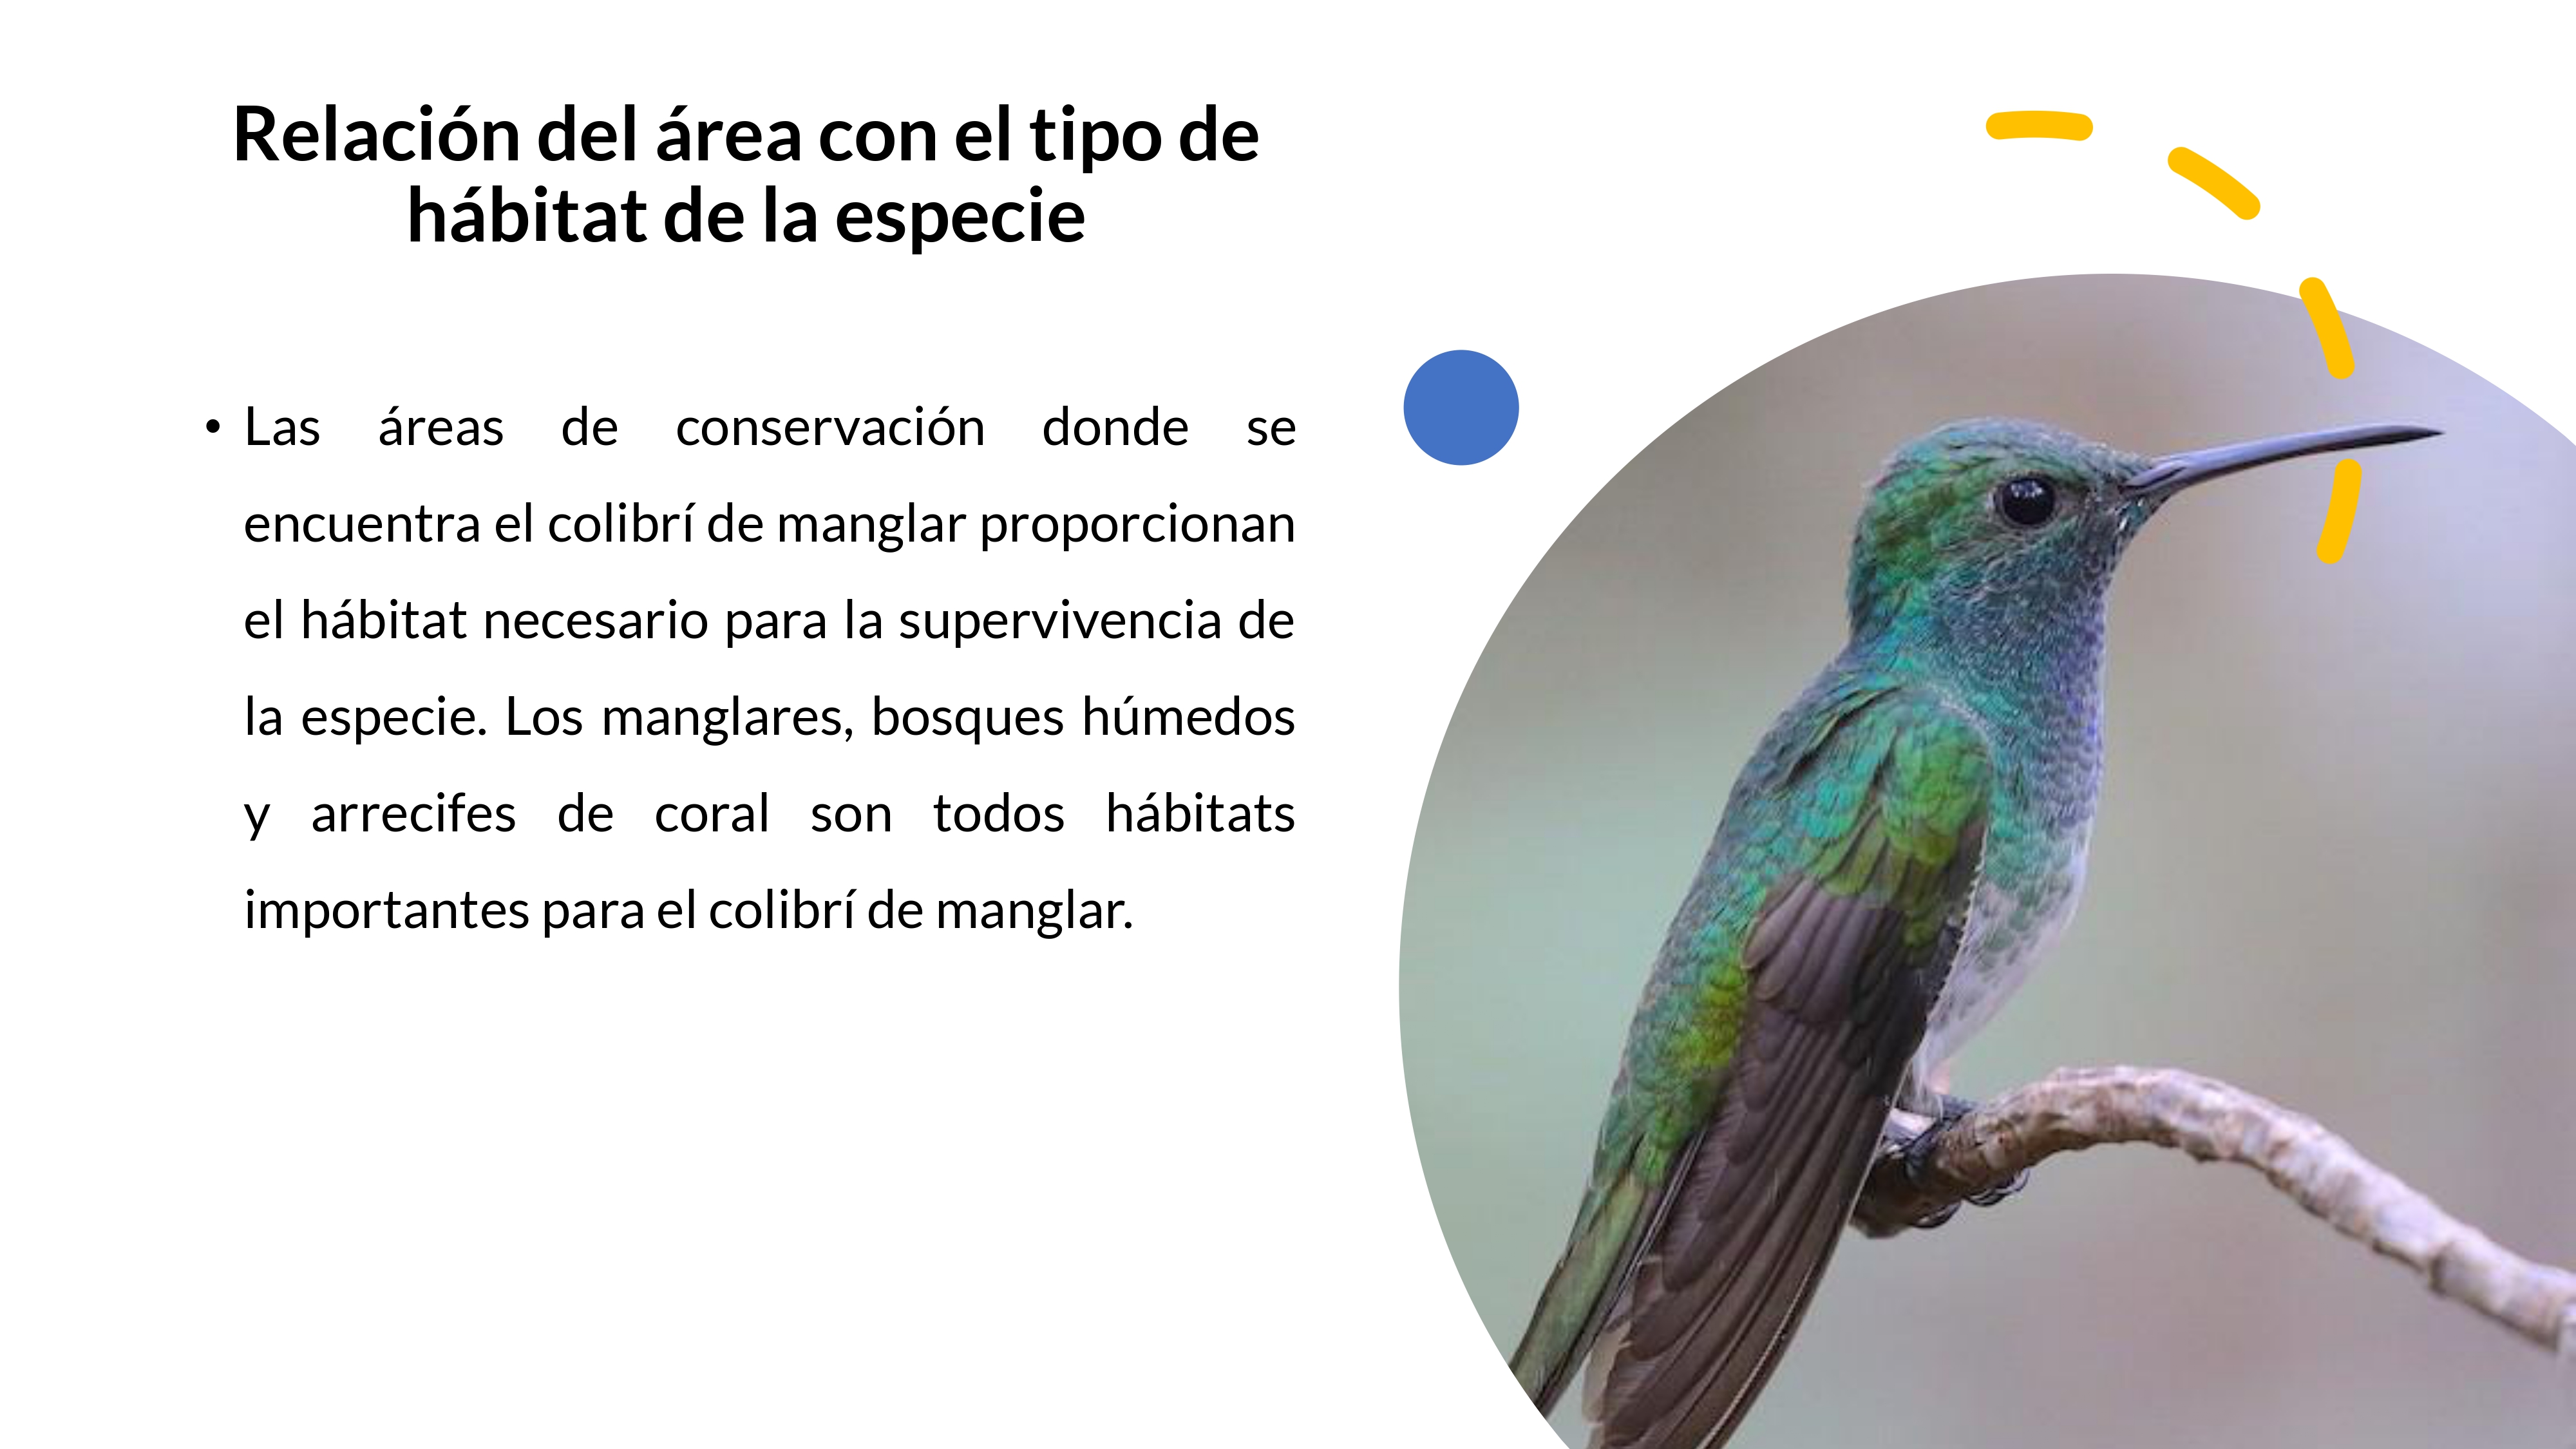 Relación del área con el tipo de
hábitat de la especie
• Las áreas de conservación donde se
encuentra el colibrí de manglar proporcionan
el hábitat necesario para la supervivencia de
la especie. Los manglares, bosques húmedos
y arrecifes de coral son todos hábitats
importantes para el colibrí de manglar.